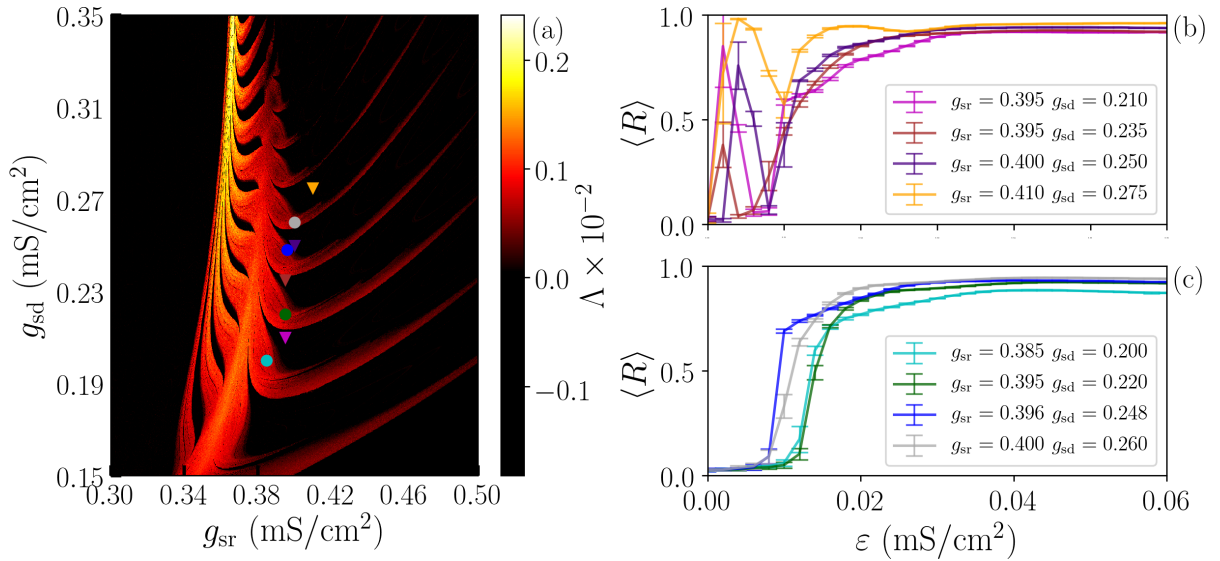 (a)
0.35
0.31
0.27
0.22
0.19
0.15
g_sd (mS/cm²)
0.30 0.34 0.38 0.42 0.46 0.50
g_sr (mS/cm²)
0.2
0.1
0.0
−0.1
Λ × 10⁻²
(b)
1.0
0.5
0.0
⟨R⟩
g_sr = 0.395 g_sd = 0.210
g_sr = 0.395 g_sd = 0.235
g_sr = 0.400 g_sd = 0.250
g_sr = 0.410 g_sd = 0.275
(c)
1.0
0.5
0.0
⟨R⟩
g_sr = 0.385 g_sd = 0.200
g_sr = 0.395 g_sd = 0.220
g_sr = 0.396 g_sd = 0.248
g_sr = 0.400 g_sd = 0.260
0.00 0.02 0.04 0.06
ε (mS/cm²)